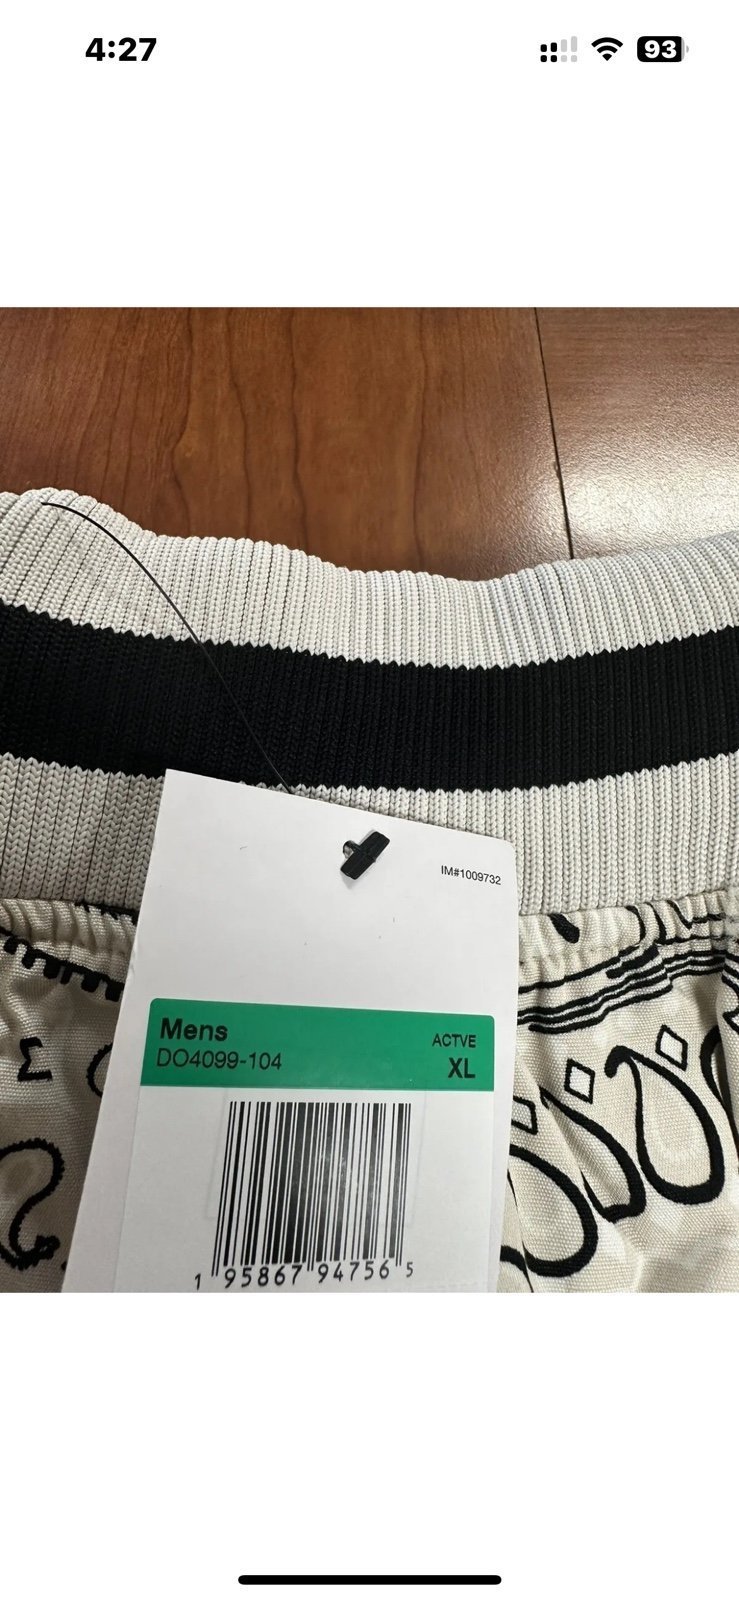 4:27
93
IM#1009732
Mens
ACTVE
DO4099-104
XL
1 95867 94756 5